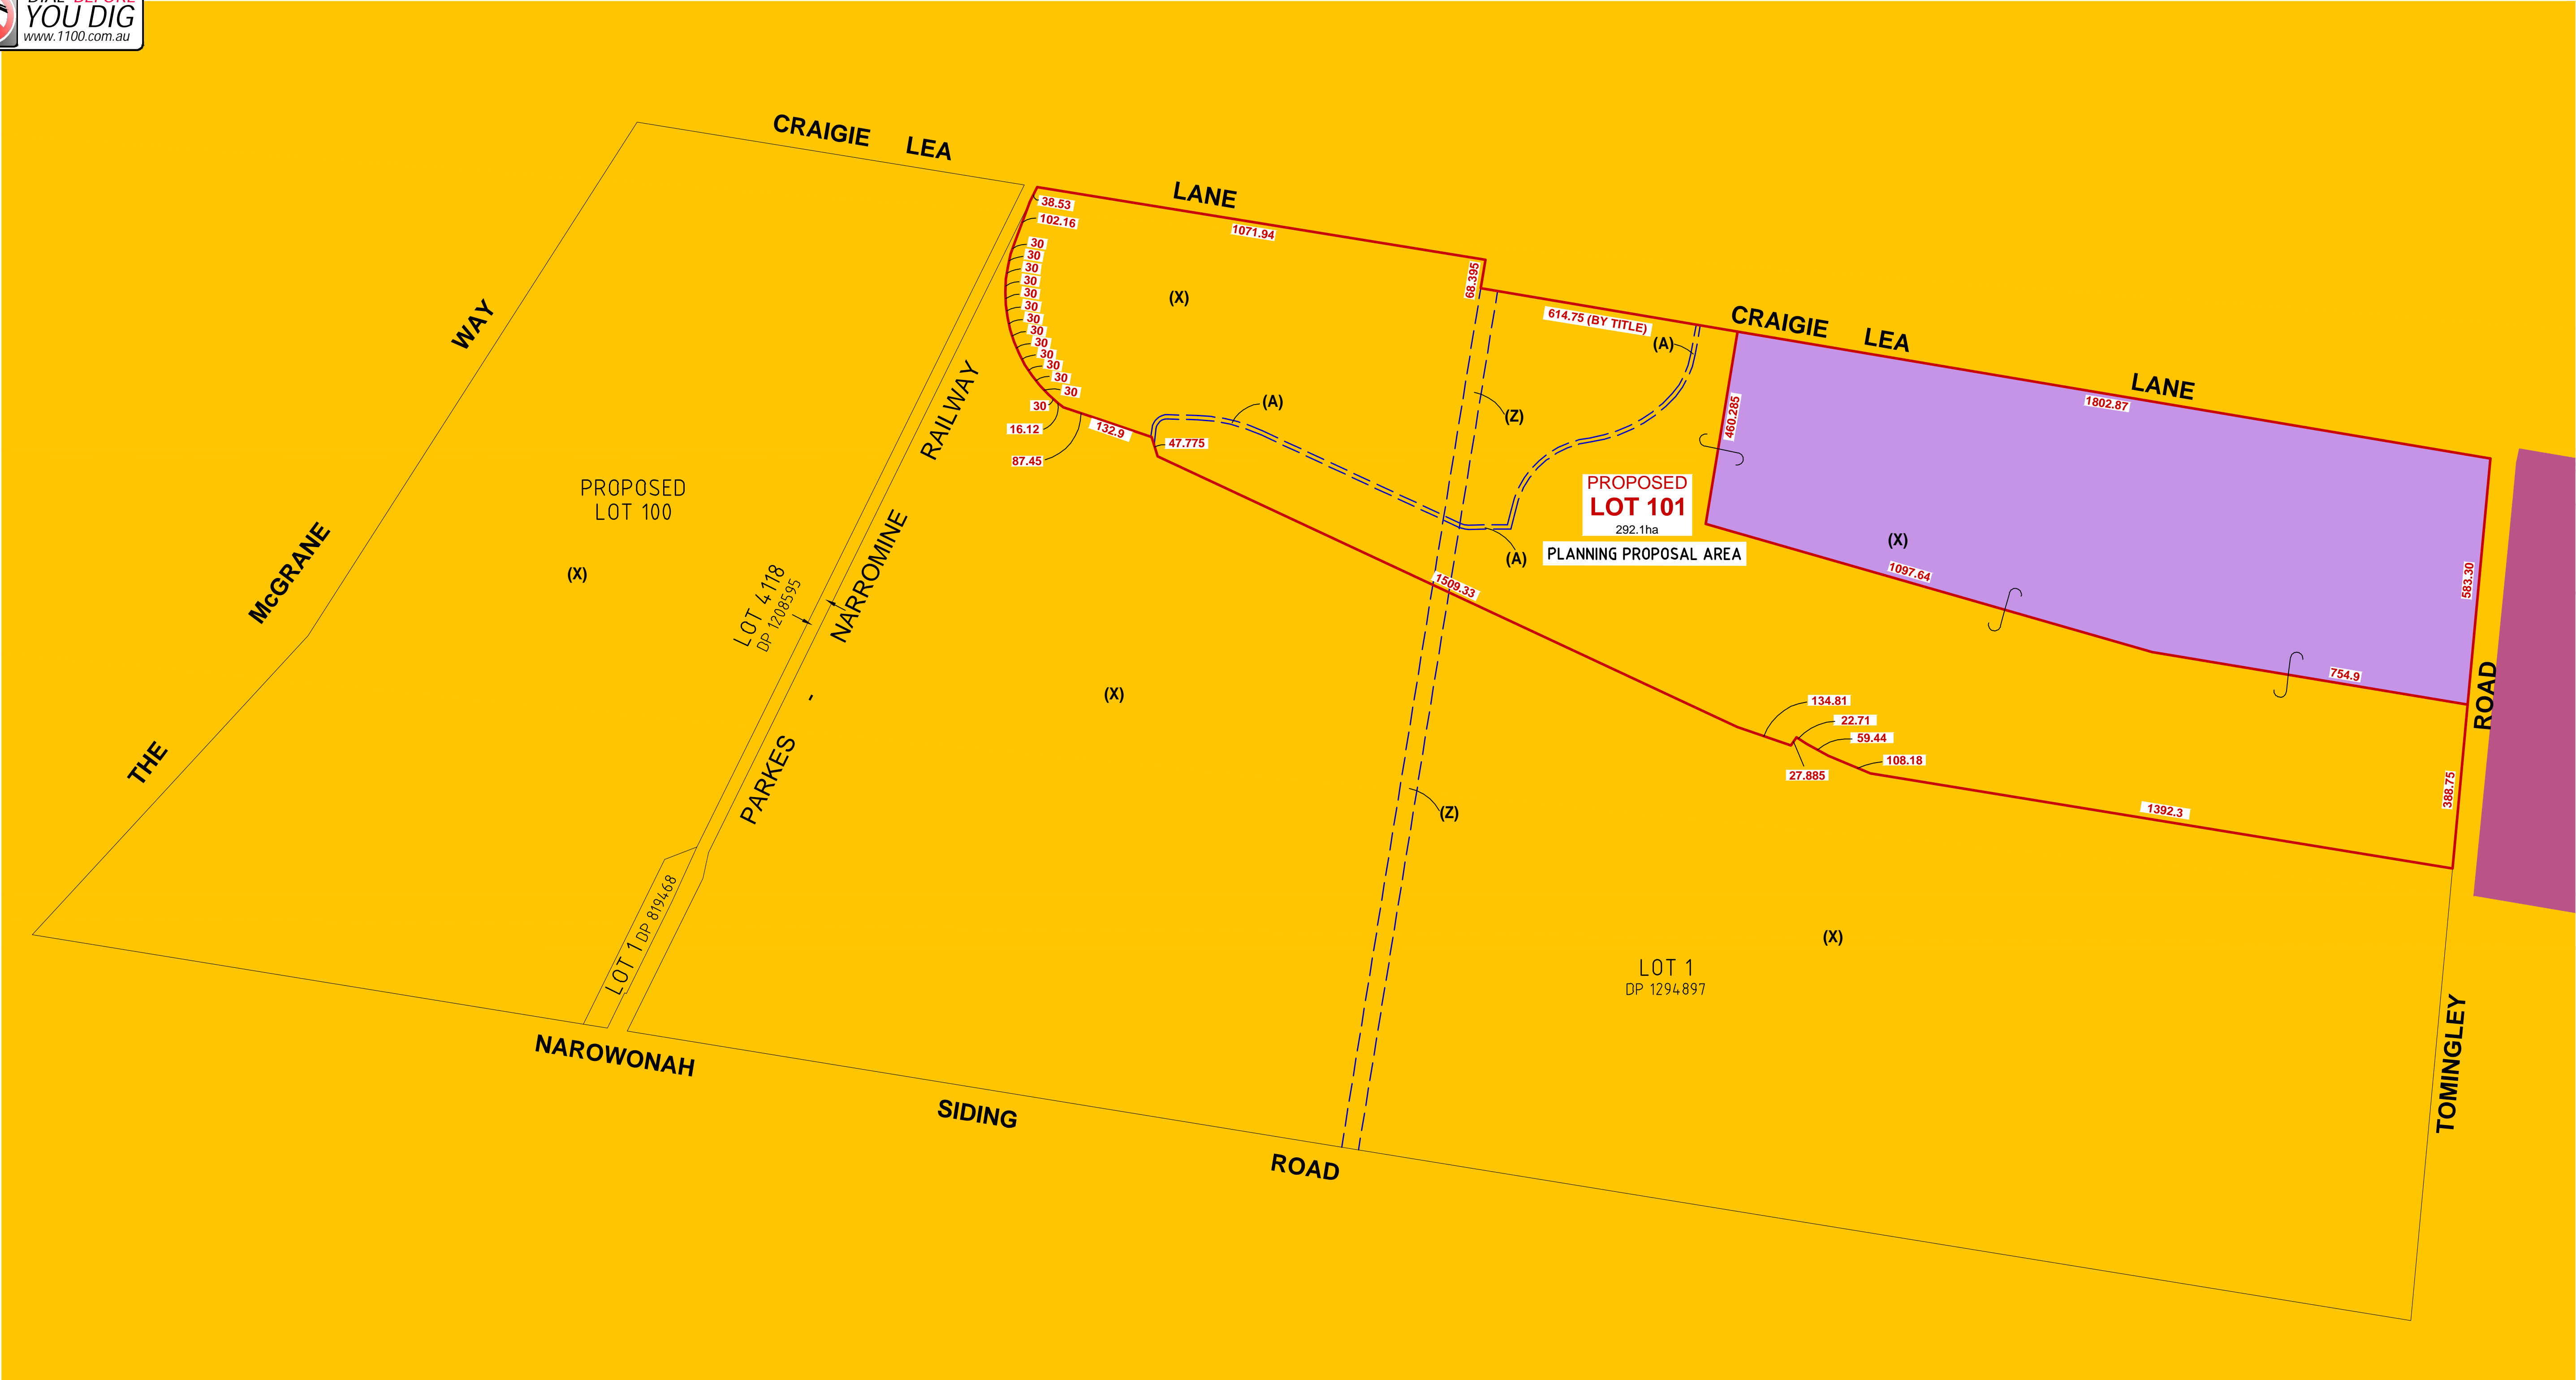 DIAL BEFORE
YOU DIG
www.1100.com.au
CRAIGIE LEA
LANE
38.53
102.16
1071.94
68.395
30
30
30
30
30
30
30
30
30
30
30
30
30
30
16.12
87.45
132.9
47.775
(X)
(A)
(Z)
614.75 (BY TITLE)
(A)
CRAIGIE LEA
LANE
1802.87
460.285
WAY
McGRANE
THE
PROPOSED
LOT 100
(X)
RAILWAY
NARROMINE
-
PARKES
LOT 4118
DP 1208595
LOT 1 DP 819468
PROPOSED
LOT 101
292.1ha
PLANNING PROPOSAL AREA
(A)
(X)
1097.64
583.30
754.9
ROAD
388.75
1509.33
(X)
134.81
22.71
59.44
108.18
27.885
1392.3
(Z)
(X)
LOT 1
DP 1294897
TOMINGLEY
NAROWONAH
SIDING
ROAD